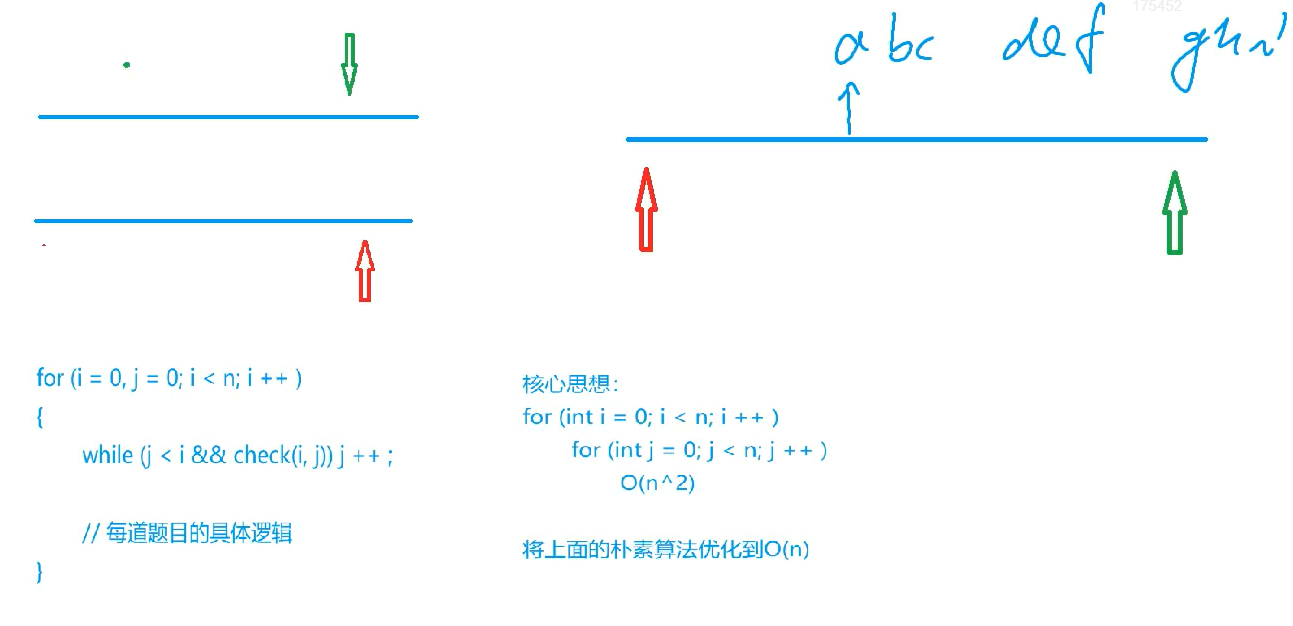 175452
abc def ghi
for (i = 0, j = 0; i < n; i ++ )
{
while (j < i && check(i, j)) j ++ ;
// 每道题目的具体逻辑
}
核心思想：
for (int i = 0; i < n; i ++ )
for (int j = 0; j < n; j ++ )
O(n^2)
将上面的朴素算法优化到O(n)